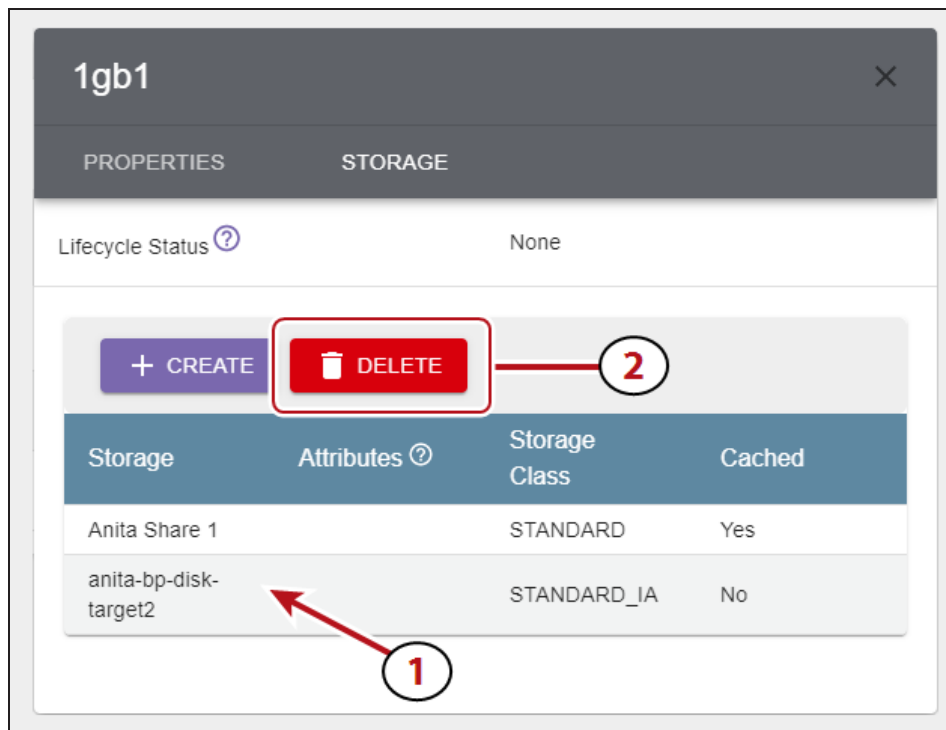 1gb1
PROPERTIES STORAGE
Lifecycle Status ? None
+ CREATE DELETE
2
Storage Attributes ? Storage Class Cached
Anita Share 1 STANDARD Yes
anita-bp-disk-
target2 STANDARD_IA No
1